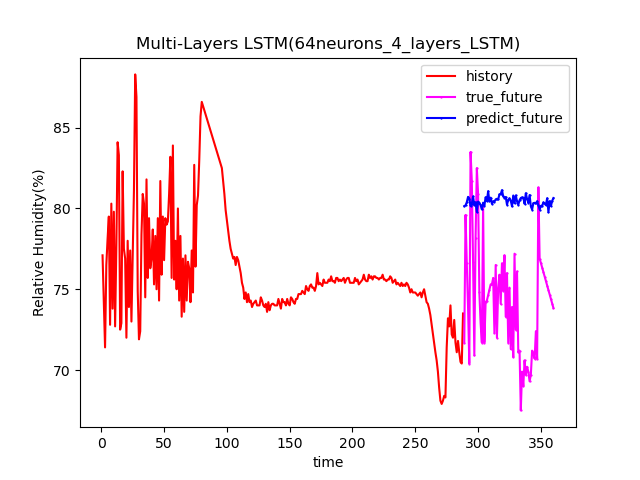 Multi-Layers LSTM(64neurons_4_layers_LSTM)
history
true_future
predict_future
Relative Humidity(%)
85
80
75
70
0 50 100 150 200 250 300 350
time